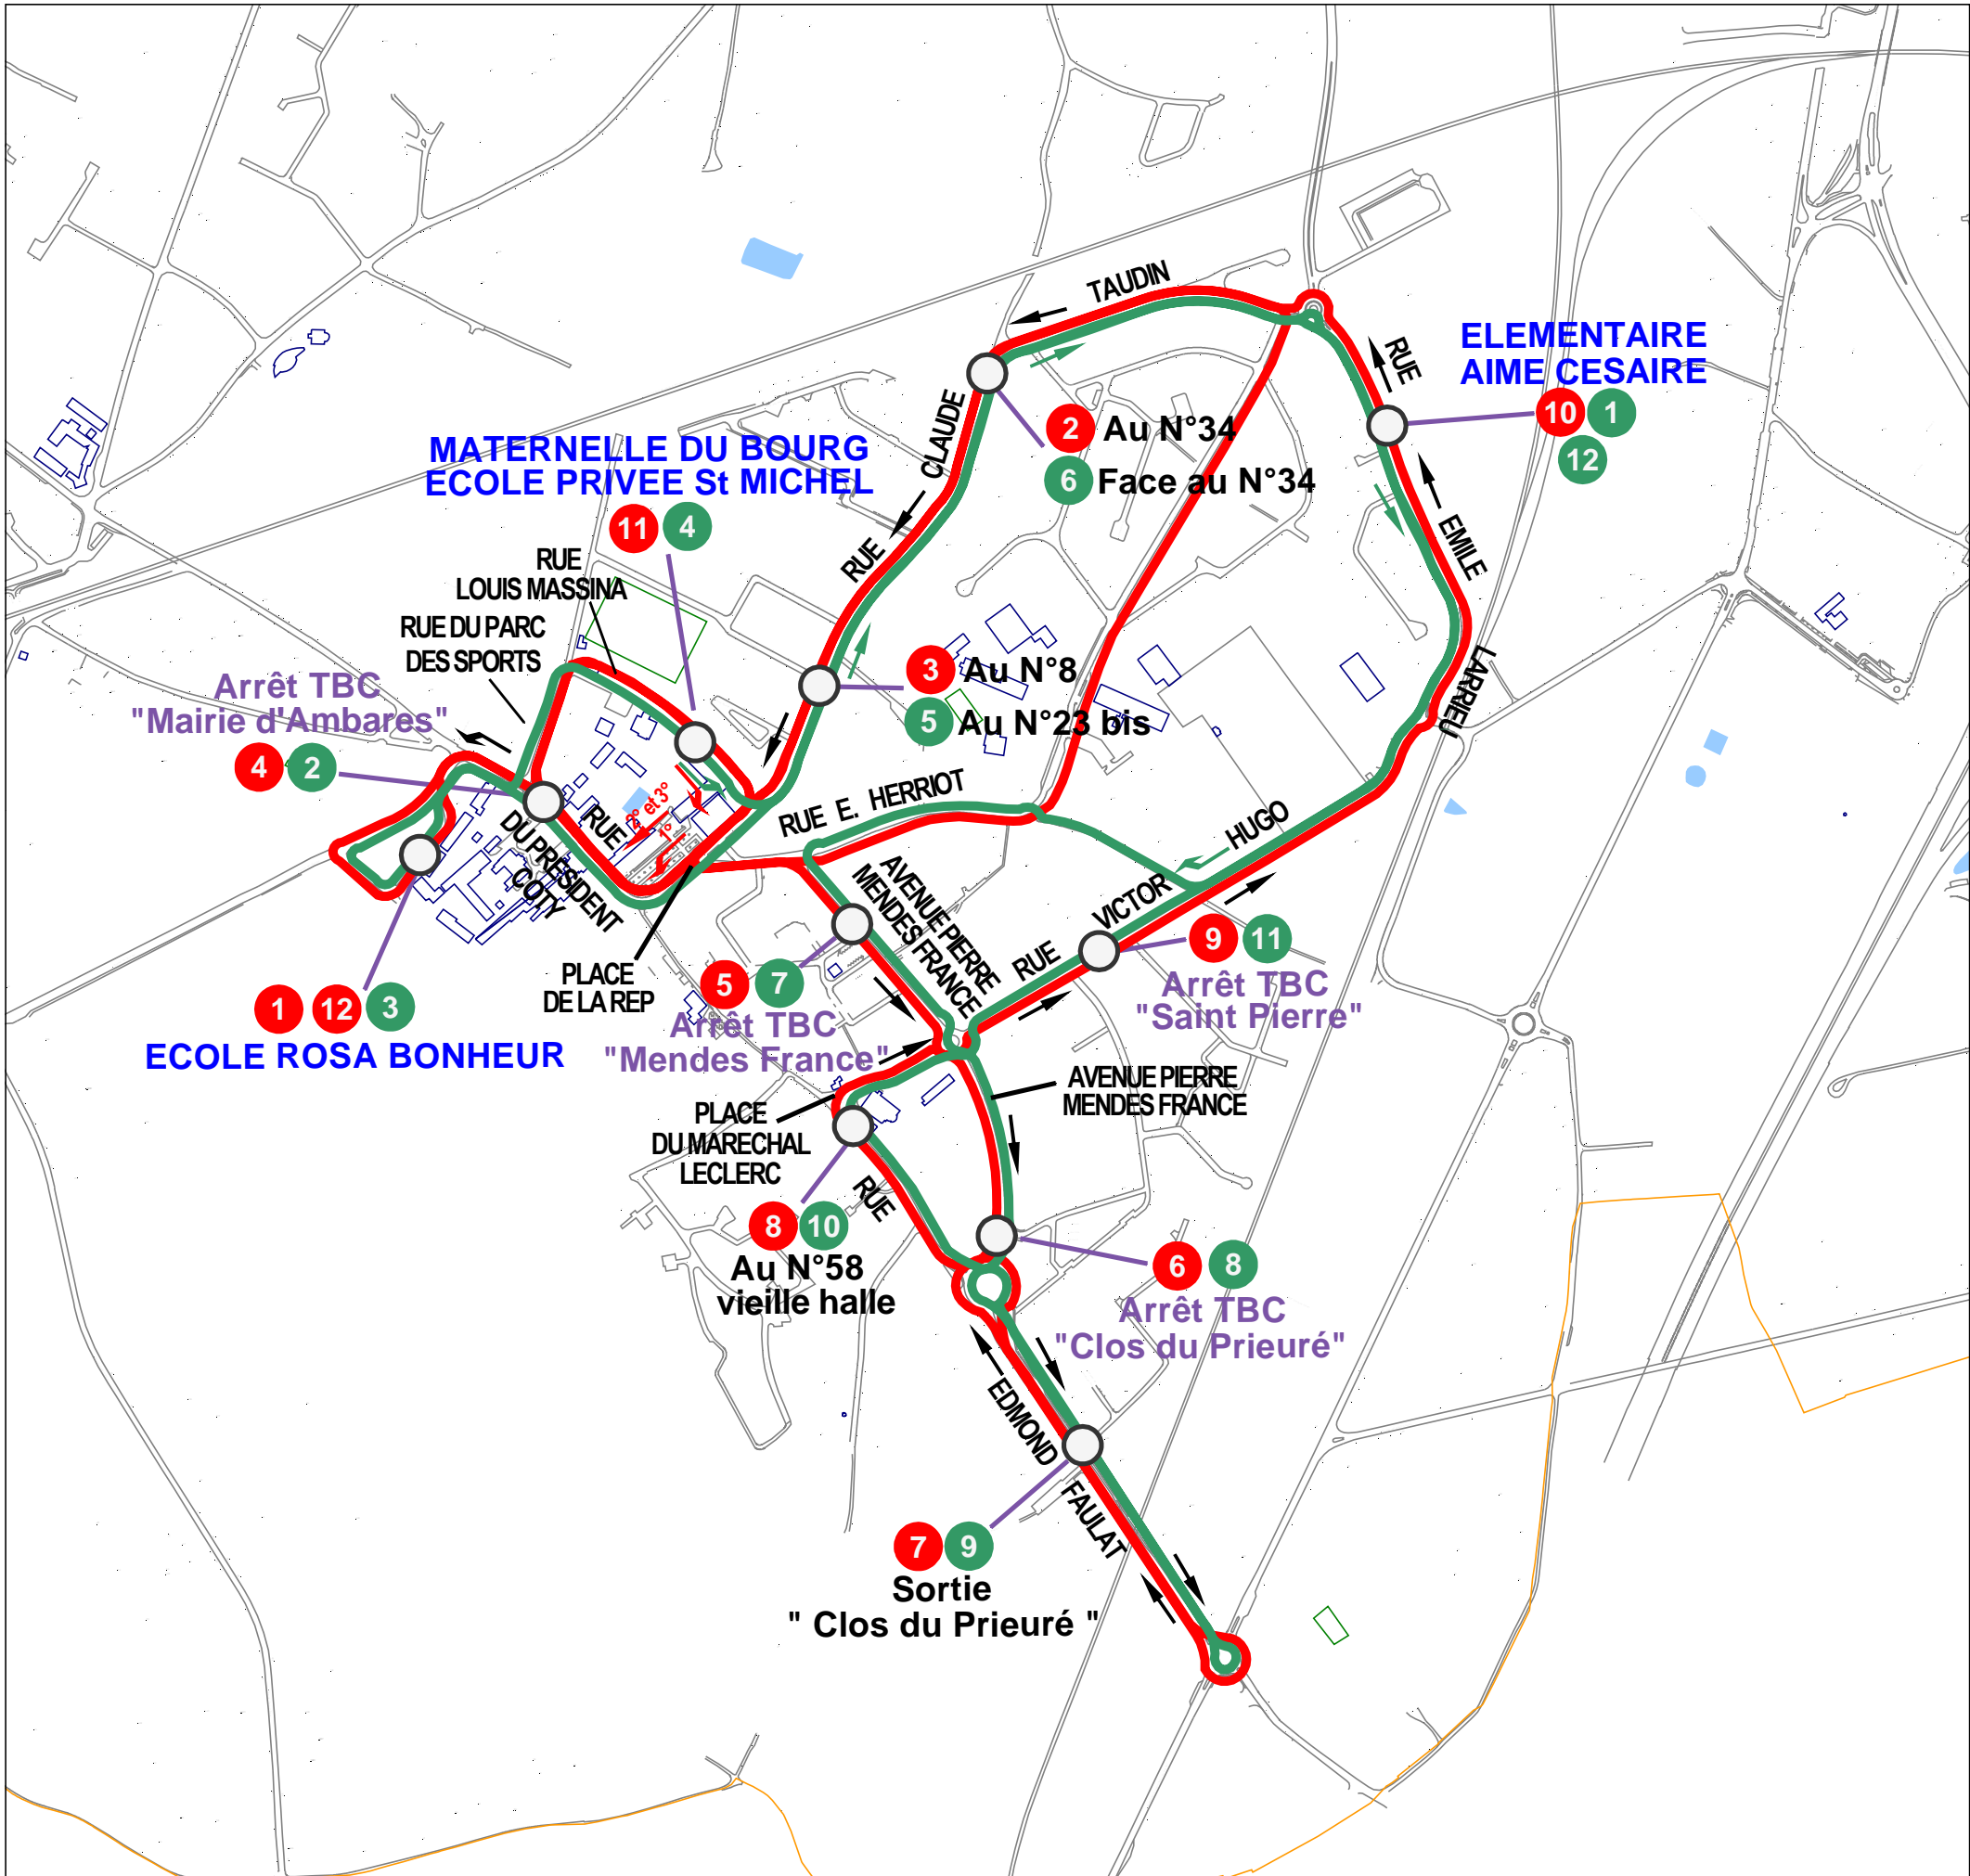 TAUDIN
RUE
ELEMENTAIRE
AIME CESAIRE
10 1
12
CLAUDE
2 Au N°34
6 Face au N°34
MATERNELLE DU BOURG
ECOLE PRIVEE St MICHEL
11 4
EMILE
RUE
RUE
LOUIS MASSINA
RUE DU PARC
DES SPORTS
LARRIEU
3 Au N°8
5 Au N°23 bis
Arrêt TBC
"Mairie d'Ambares"
4 2
2° et 3°
1°
RUE E. HERRIOT
HUGO
RUE
DU PRESIDENT
COTY
AVENUE PIERRE
MENDES FRANCE
VICTOR
RUE
9 11
Arrêt TBC
"Saint Pierre"
PLACE
DE LA REP
5 7
Arrêt TBC
"Mendes France"
1 12 3
ECOLE ROSA BONHEUR
AVENUE PIERRE
MENDES FRANCE
PLACE
DU MARECHAL
LECLERC
RUE
8 10
Au N°58
vieille halle
6 8
Arrêt TBC
"Clos du Prieuré"
EDMOND
FAULAT
7 9
Sortie
" Clos du Prieuré "